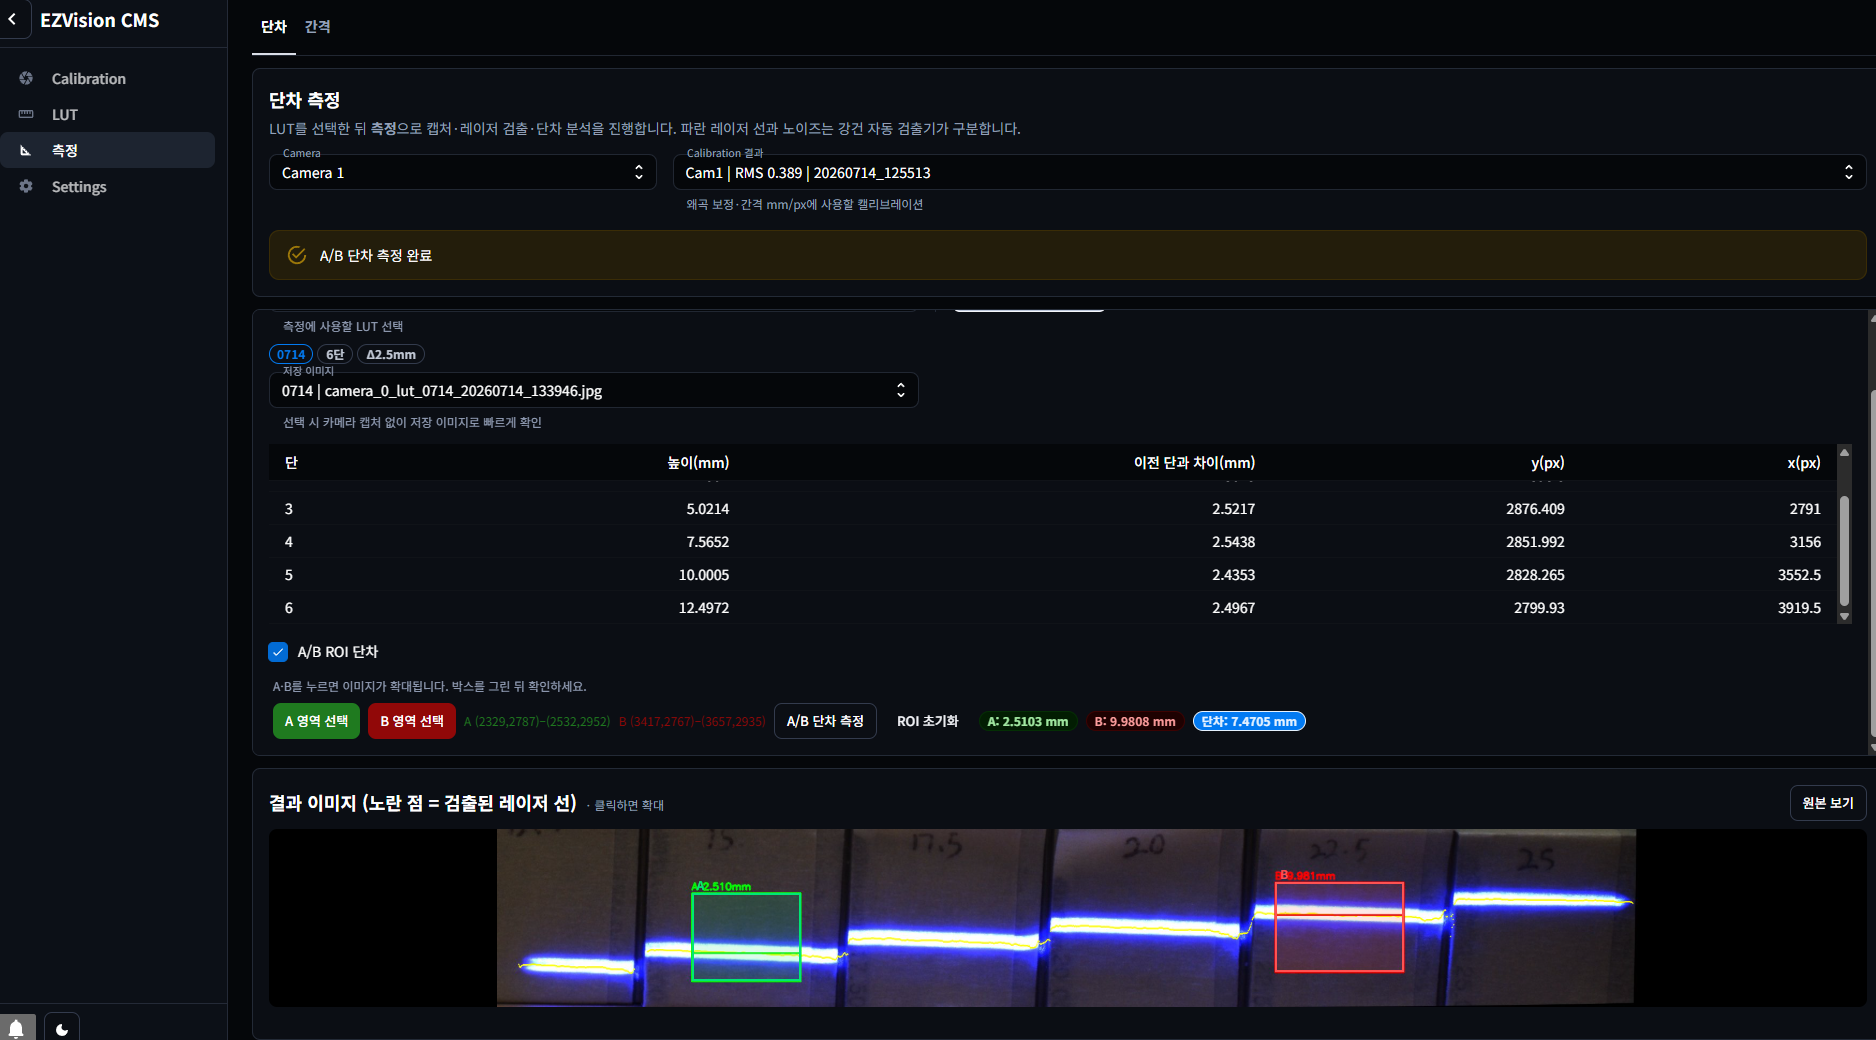 EZVision CMS
Calibration
LUT
측정
Settings
단차 간격
단차 측정
LUT를 선택한 뒤 측정으로 캡처·레이저 검출·단차 분석을 진행합니다. 파란 레이저 선과 노이즈는 강건 자동 검출기가 구분합니다.
Camera
Camera 1
Calibration 결과
Cam1 | RMS 0.389 | 20260714_125513
왜곡 보정·간격 mm/px에 사용할 캘리브레이션
A/B 단차 측정 완료
측정에 사용할 LUT 선택
0714 6단 Δ2.5mm
저장 이미지
0714 | camera_0_lut_0714_20260714_133946.jpg
선택 시 카메라 캡처 없이 저장 이미지로 빠르게 확인
단 높이(mm) 이전 단과 차이(mm) y(px) x(px)
3 5.0214 2.5217 2876.409 2791
4 7.5652 2.5438 2851.992 3156
5 10.0005 2.4353 2828.265 3552.5
6 12.4972 2.4967 2799.93 3919.5
A/B ROI 단차
A·B를 누르면 이미지가 확대됩니다. 박스를 그린 뒤 확인하세요.
A 영역 선택 B 영역 선택 A (2329,2787)–(2532,2952) B (3417,2767)–(3657,2935) A/B 단차 측정 ROI 초기화 A: 2.5103 mm B: 9.9808 mm 단차: 7.4705 mm
결과 이미지 (노란 점 = 검출된 레이저 선) · 클릭하면 확대
원본 보기
15. 17.5 20 22.5 25
A 2.510mm
B 9.981mm